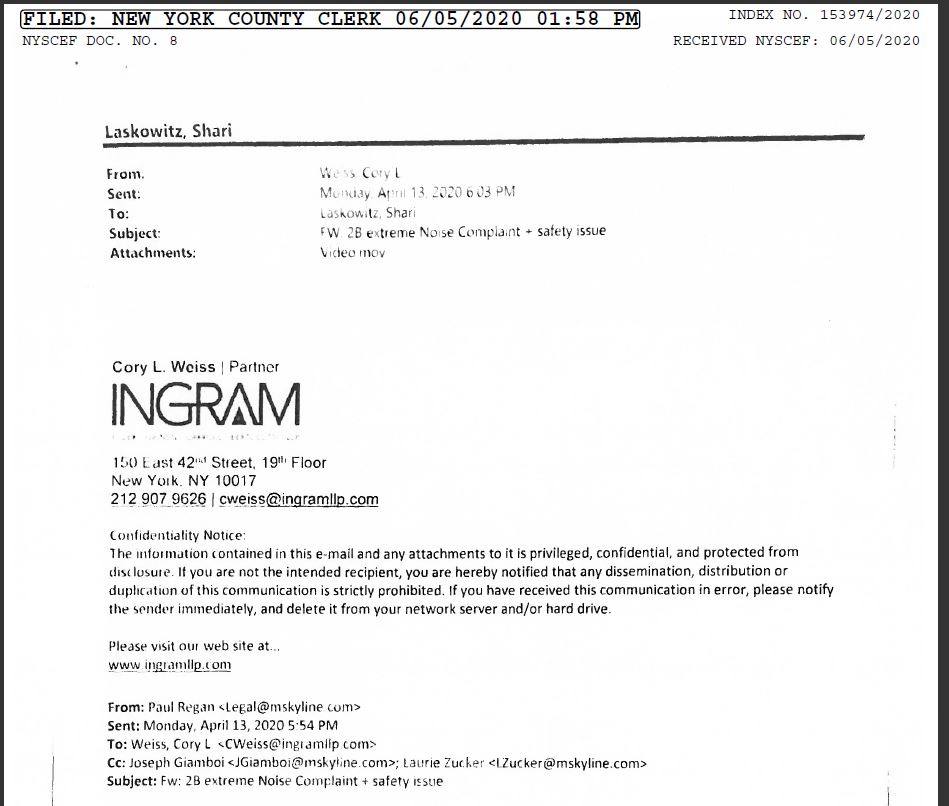 FILED: NEW YORK COUNTY CLERK 06/05/2020 01:58 PM
INDEX NO. 153974/2020
NYSCEF DOC. NO. 8
RECEIVED NYSCEF: 06/05/2020
Laskowitz, Shari
From: Weiss, Cory L
Sent: Monday, April 13, 2020 6:03 PM
To: Laskowitz, Shari
Subject: FW: 2B extreme Noise Complaint + safety issue
Attachments: Video.mov
Cory L. Weiss | Partner
INGRAM
150 East 42nd Street, 19th Floor
New York, NY 10017
212 907 9626 | cweiss@ingramllp.com
Confidentiality Notice:
The information contained in this e-mail and any attachments to it is privileged, confidential, and protected from
disclosure. If you are not the intended recipient, you are hereby notified that any dissemination, distribution or
duplication of this communication is strictly prohibited. If you have received this communication in error, please notify
the sender immediately, and delete it from your network server and/or hard drive.
Please visit our web site at...
www.ingramllp.com
From: Paul Regan <Legal@mskyline.com>
Sent: Monday, April 13, 2020 5:54 PM
To: Weiss, Cory L. <CWeiss@ingramllp.com>
Cc: Joseph Giamboi <JGiamboi@mskyline.com>; Laurie Zucker <LZucker@mskyline.com>
Subject: Fw: 2B extreme Noise Complaint + safety issue